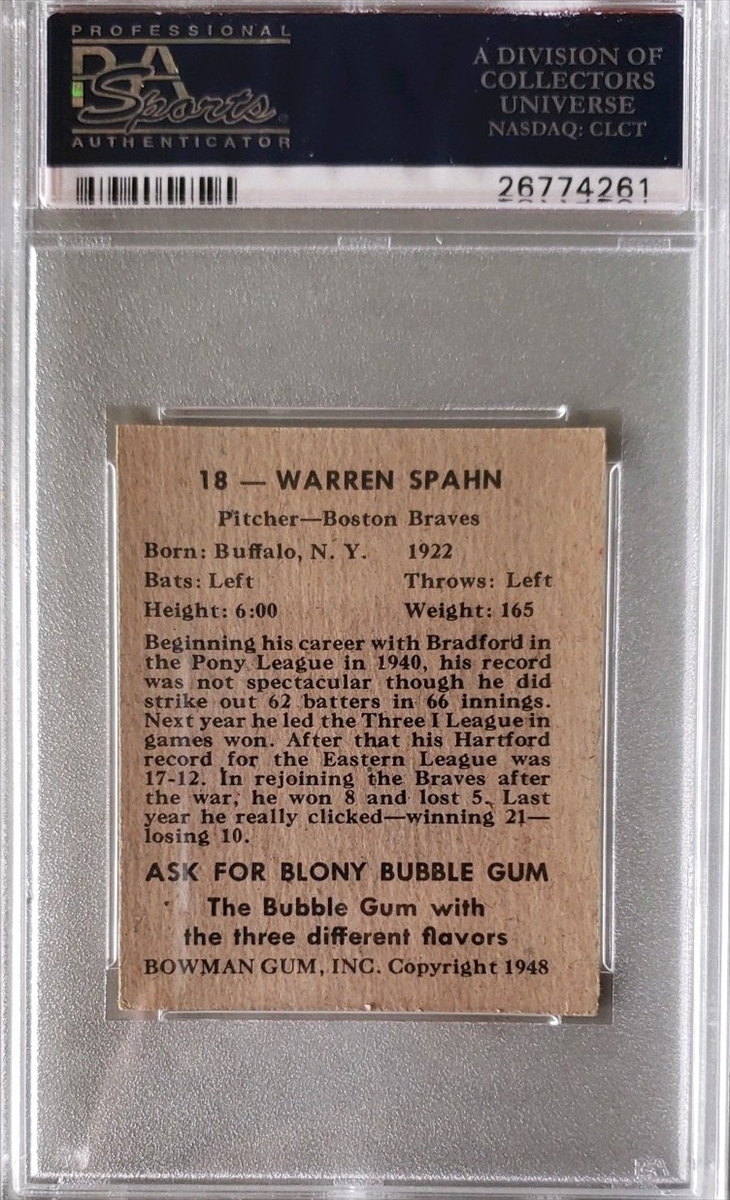 PROFESSIONAL
PSA
Sports
AUTHENTICATOR
A DIVISION OF
COLLECTORS
UNIVERSE
NASDAQ: CLCT
26774261
18 — WARREN SPAHN
Pitcher—Boston Braves
Born: Buffalo, N. Y. 1922
Bats: Left Throws: Left
Height: 6:00 Weight: 165
Beginning his career with Bradford in
the Pony League in 1940, his record
was not spectacular though he did
strike out 62 batters in 66 innings.
Next year he led the Three I League in
games won. After that his Hartford
record for the Eastern League was
17-12. In rejoining the Braves after
the war, he won 8 and lost 5. Last
year he really clicked—winning 21—
losing 10.
ASK FOR BLONY BUBBLE GUM
The Bubble Gum with
the three different flavors
BOWMAN GUM, INC. Copyright 1948